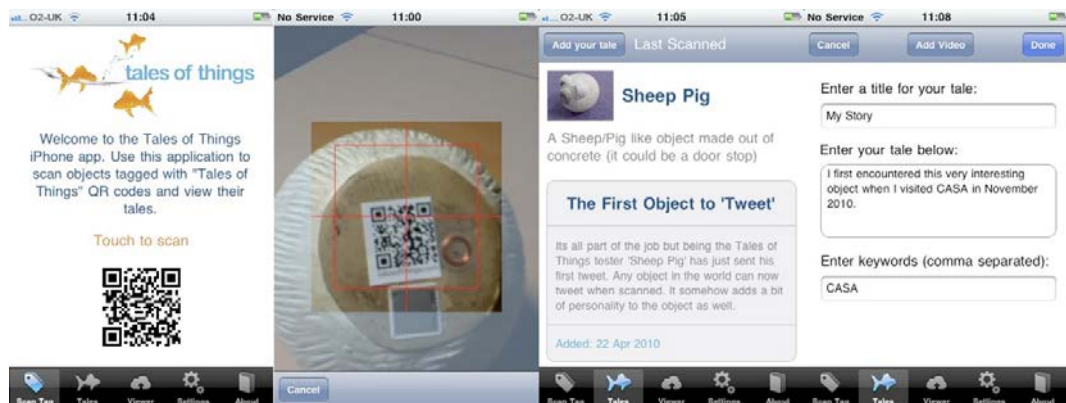 O2-UK 11:04
tales of things
Welcome to the Tales of Things
iPhone app. Use this application to
scan objects tagged with "Tales of
Things" QR codes and view their
tales.
Touch to scan
Scan Tag Tales Viewer Settings About
No Service 11:00
Cancel
O2-UK 11:05
Add your tale Last Scanned
Sheep Pig
A Sheep/Pig like object made out of
concrete (it could be a door stop)
The First Object to 'Tweet'
Its all part of the job but being the Tales of
Things tester 'Sheep Pig' has just sent his
first tweet. Any object in the world can now
tweet when scanned. It somehow adds a bit
of personality to the object as well.
Added: 22 Apr 2010
Scan Tag Tales Viewer Settings About
No Service 11:08
Cancel Add Video Done
Enter a title for your tale:
My Story
Enter your tale below:
I first encountered this very interesting
object when I visited CASA in November
2010.
Enter keywords (comma separated):
CASA
Scan Tag Tales Viewer Settings About